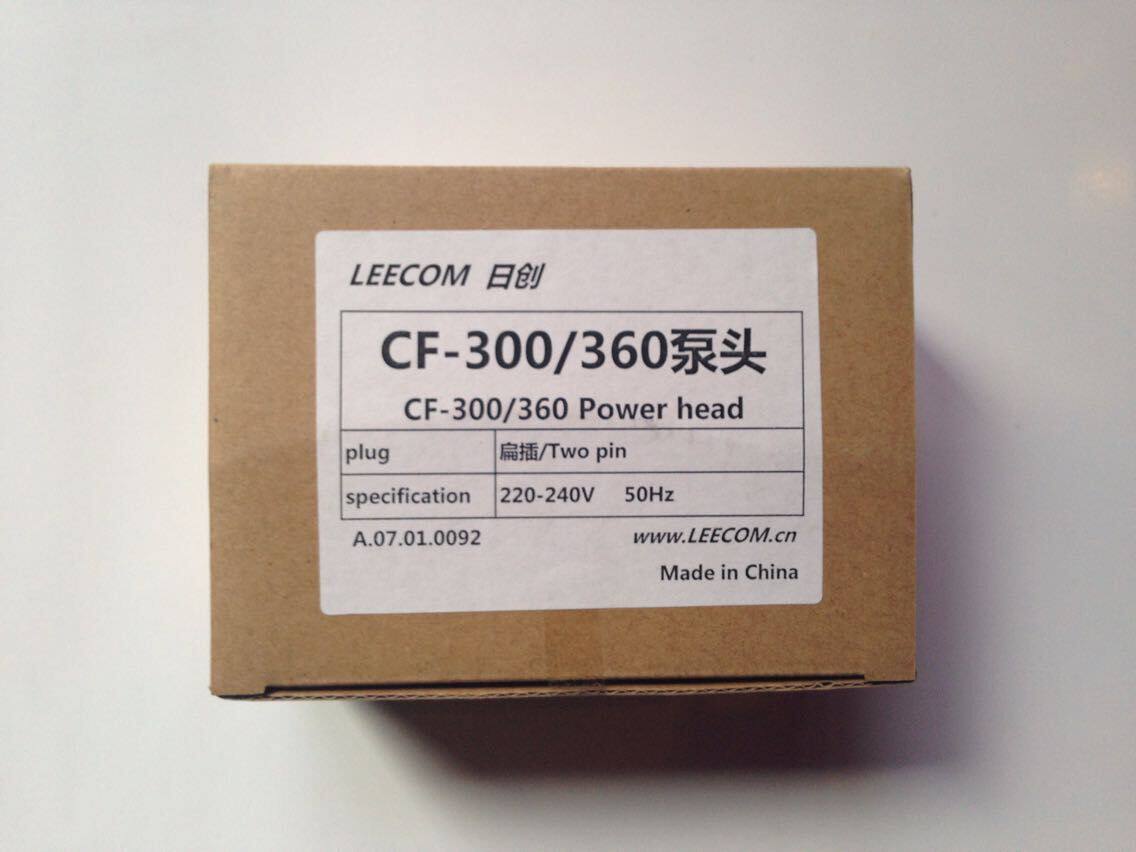 LEECOM 日创
CF-300/360泵头
CF-300/360 Power head
plug 扁插/Two pin
specification 220-240V 50Hz
A.07.01.0092 www.LEECOM.cn
Made in China